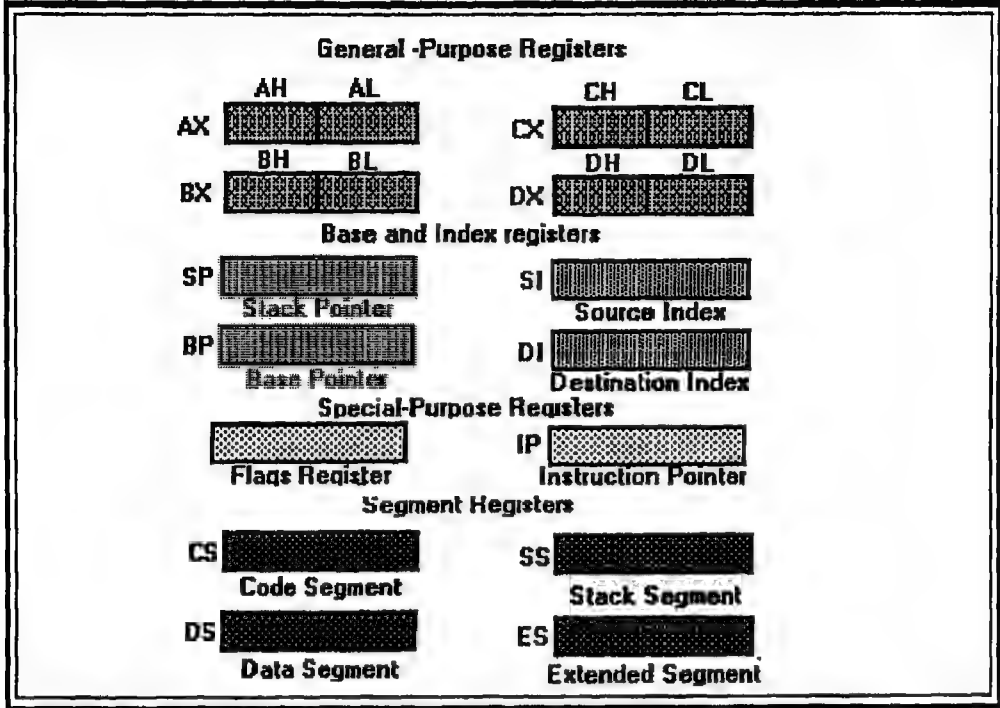 General -Purpose Registers
AH AL CH CL
AX CX
BH BL DH DL
BX DX
Base and Index registers
SP SI
Stack Pointer Source Index
BP DI
Base Pointer Destination Index
Special-Purpose Registers
IP
Flags Register Instruction Pointer
Segment Registers
CS SS
Code Segment Stack Segment
DS ES
Data Segment Extended Segment